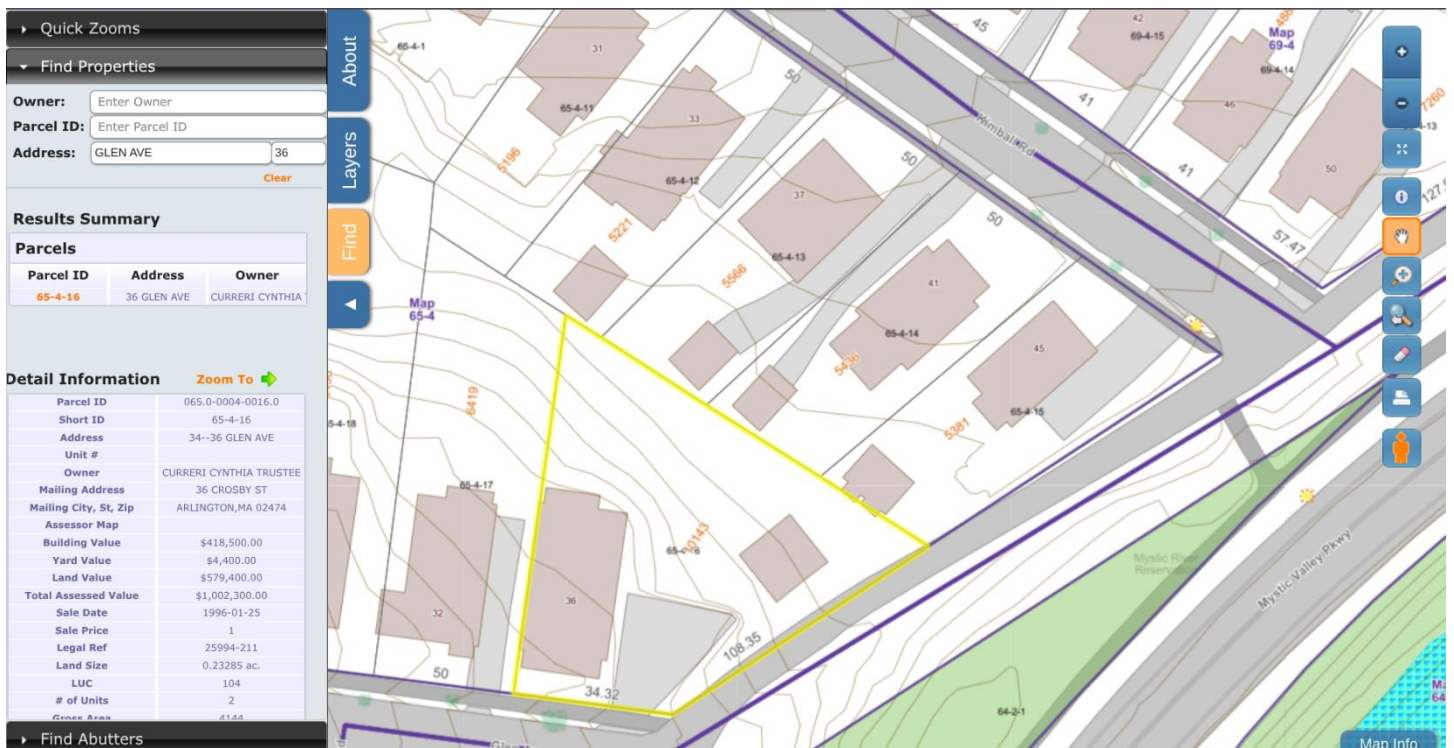 Quick Zooms
Find Properties
Owner: Enter Owner
Parcel ID: Enter Parcel ID
Address: GLEN AVE 36
Clear
Results Summary
Parcels
Parcel ID Address Owner
65-4-16 36 GLEN AVE CURRERI CYNTHIA
Detail Information Zoom To
Parcel ID 065.0-0004-0016.0
Short ID 65-4-16
Address 34--36 GLEN AVE
Unit #
Owner CURRERI CYNTHIA TRUSTEE
Mailing Address 36 CROSBY ST
Mailing City, St, Zip ARLINGTON,MA 02474
Assessor Map
Building Value $418,500.00
Yard Value $4,400.00
Land Value $579,400.00
Total Assessed Value $1,002,300.00
Sale Date 1996-01-25
Sale Price 1
Legal Ref 25994-211
Land Size 0.23285 ac.
LUC 104
# of Units 2
Gross Area 4144
Find Abutters
About
Layers
Find
65-4-1
31
65-4-11
5196
33
65-4-12
5221
37
65-4-13
5566
41
65-4-14
5436
45
65-4-15
5381
50
50
50
Kimball Rd
45
41
41
57.47
42
69-4-15
Map
69-4
69-4-14
46
7260
50
Map
65-4
6419
65-4-17
32
36
10143
108.35
34.32
50
Mystic River
Reservation
Mystic Valley Pkwy
64-2-1
Map Info